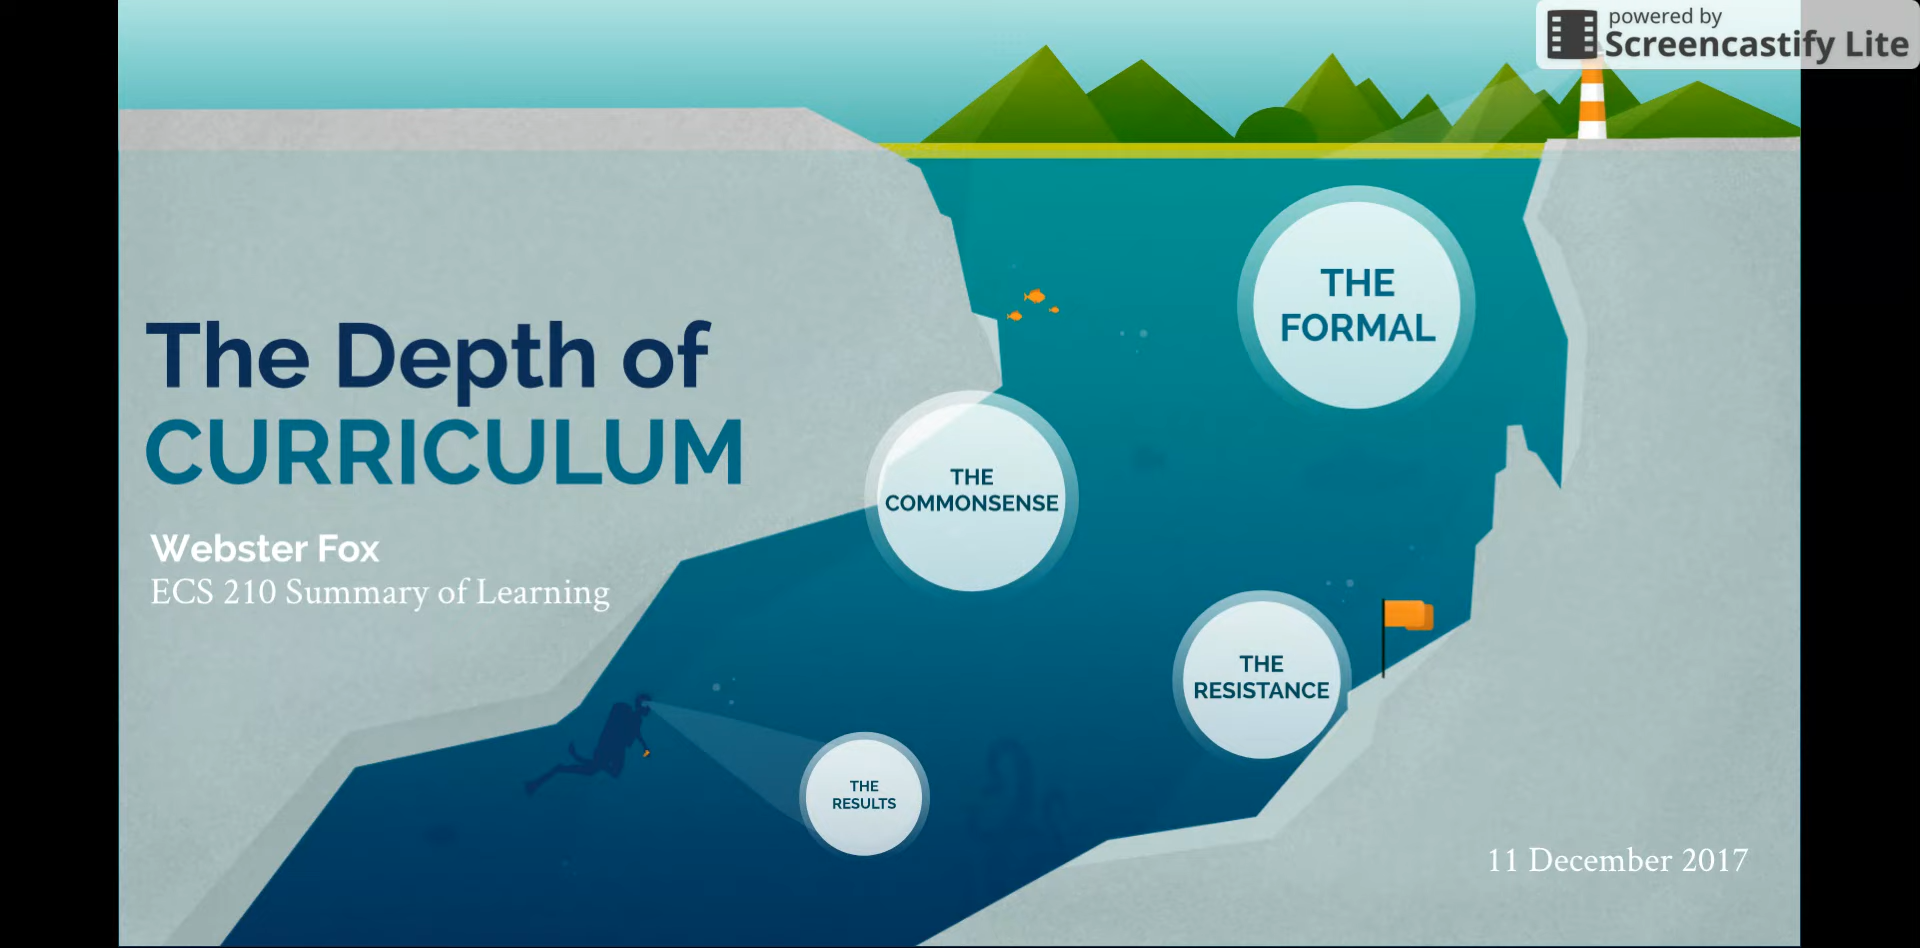 powered by
Screencastify Lite
The Depth of
CURRICULUM
Webster Fox
ECS 210 Summary of Learning
THE
FORMAL
THE
COMMONSENSE
THE
RESISTANCE
THE
RESULTS
11 December 2017